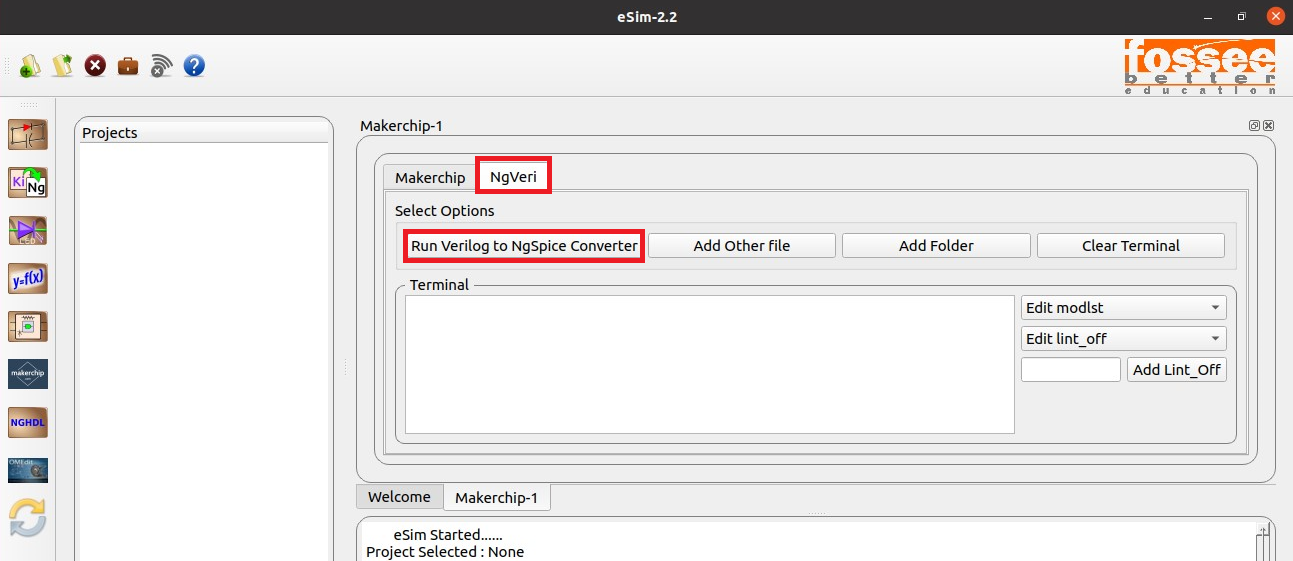 eSim-2.2
fossee
better
education
Projects
Makerchip-1
Makerchip
NgVeri
Select Options
Run Verilog to NgSpice Converter
Add Other file
Add Folder
Clear Terminal
Terminal
Edit modlst
Edit lint_off
Add Lint_Off
Ki Ng
LED
y=f(x)
makerchip
NGHDL
OMEdit
Welcome
Makerchip-1
eSim Started......
Project Selected : None